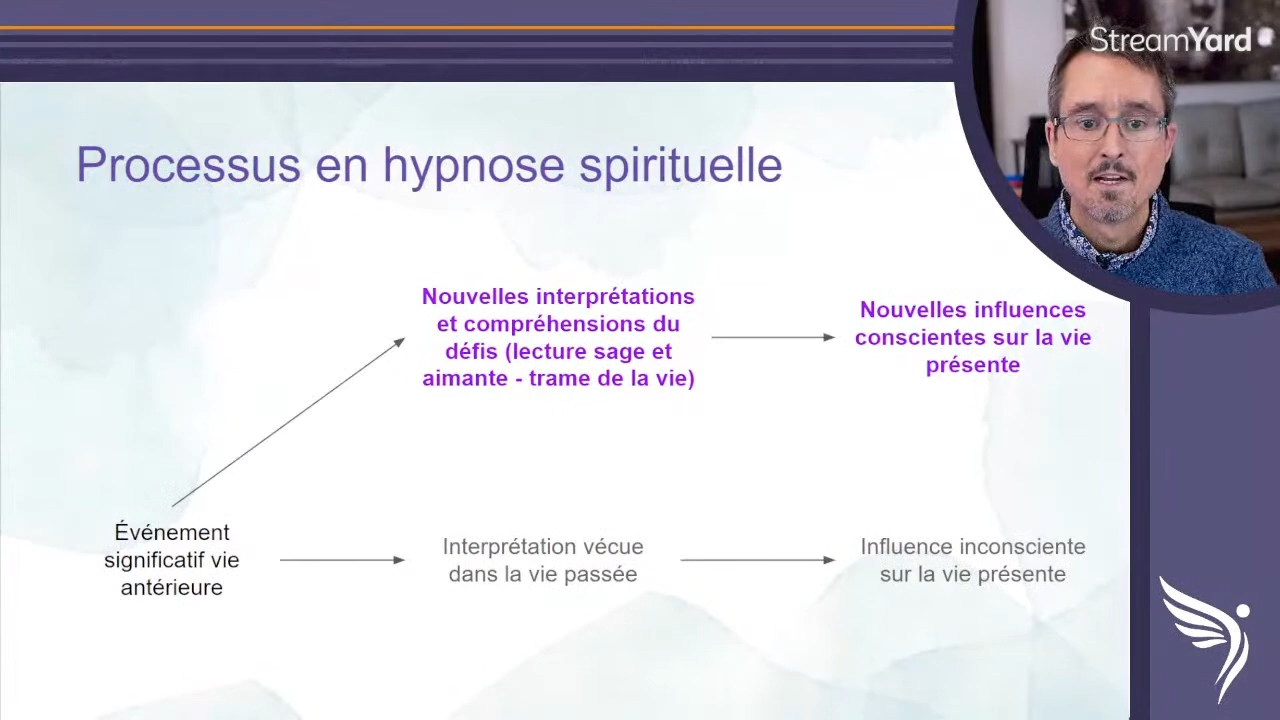 StreamYard
Processus en hypnose spirituelle
Nouvelles interprétations
et compréhensions du
défis (lecture sage et
aimante - trame de la vie)
Nouvelles influences
conscientes sur la vie
présente
Événement
significatif vie
antérieure
Interprétation vécue
dans la vie passée
Influence inconsciente
sur la vie présente